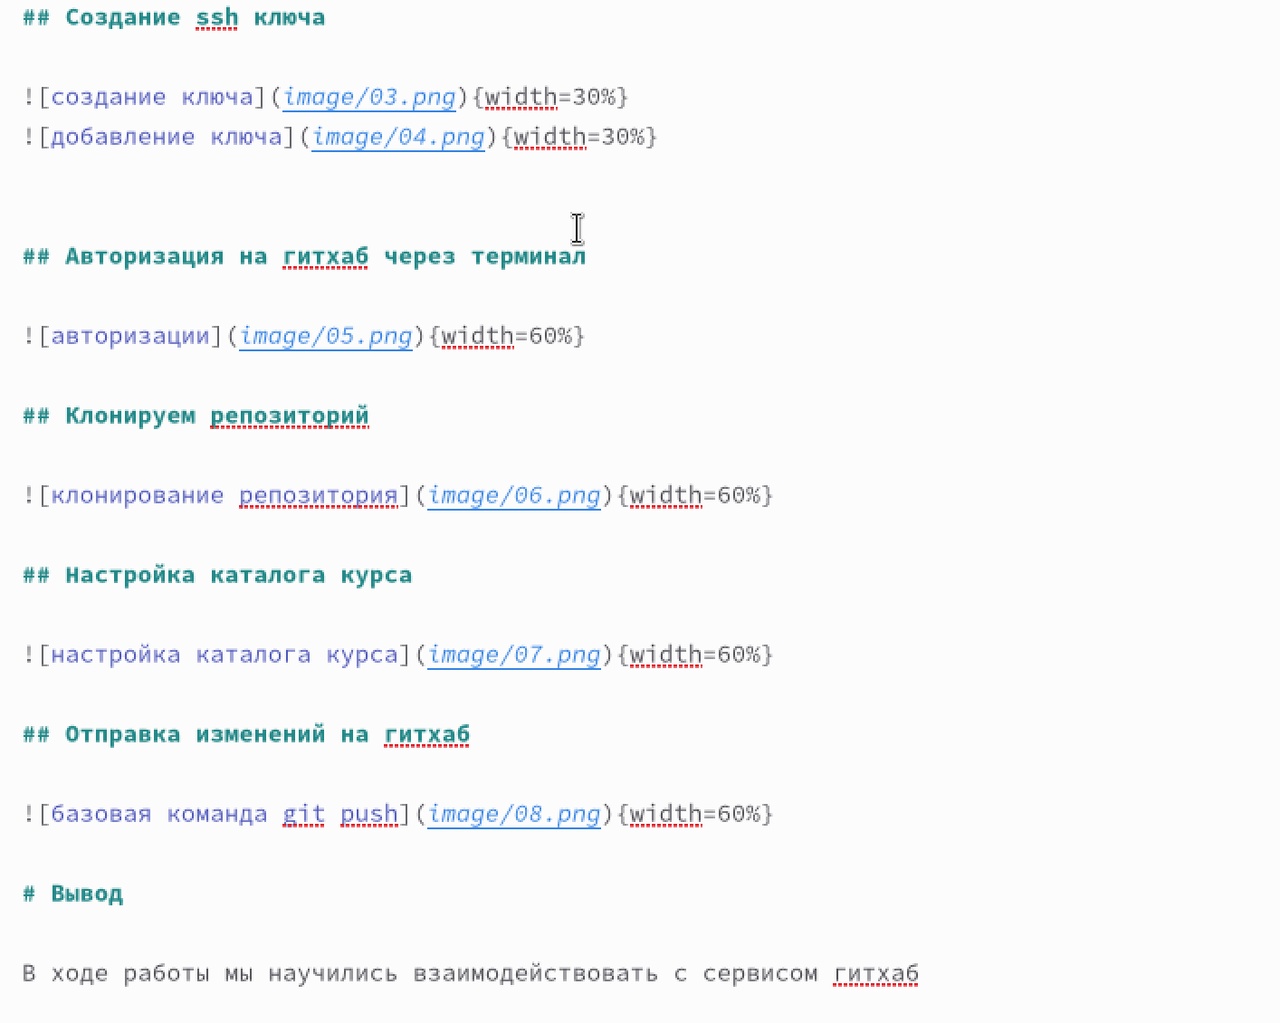 ## Создание ssh ключа
![создание ключа](image/03.png){width=30%}
![добавление ключа](image/04.png){width=30%}
## Авторизация на гитхаб через терминал
![авторизации](image/05.png){width=60%}
## Клонируем репозиторий
![клонирование репозитория](image/06.png){width=60%}
## Настройка каталога курса
![настройка каталога курса](image/07.png){width=60%}
## Отправка изменений на гитхаб
![базовая команда git push](image/08.png){width=60%}
# Вывод
В ходе работы мы научились взаимодействовать с сервисом гитхаб